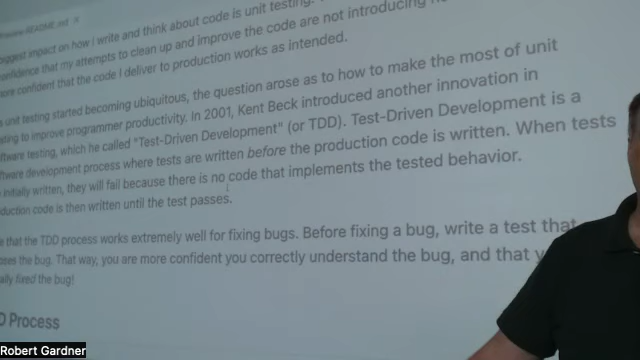 README.md
biggest impact on how I write and think about code is unit testing.
confidence that my attempts to clean up and improve the code are not introducing
more confident that the code I deliver to production works as intended.
unit testing started becoming ubiquitous, the question arose as to how to make the most of unit
to improve programmer productivity. In 2001, Kent Beck introduced another innovation in
software testing, which he called "Test-Driven Development" (or TDD). Test-Driven Development is a
software development process where tests are written before the production code is written. When tests
initially written, they will fail because there is no code that implements the tested behavior.
duction code is then written until the test passes.
that the TDD process works extremely well for fixing bugs. Before fixing a bug, write a test that
the bug. That way, you are more confident you correctly understand the bug, and that
ally fixed the bug!
D Process
Robert Gardner